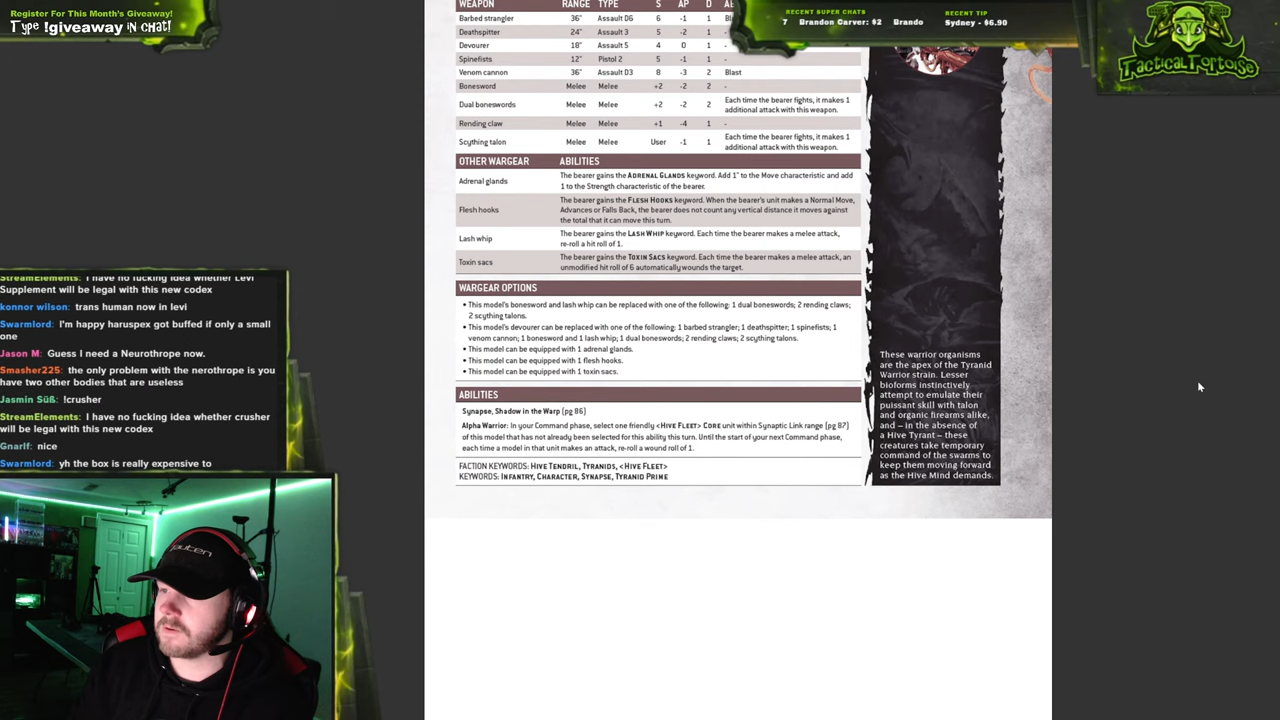 Register For This Month's Giveaway!
Type !giveaway in chat!
RECENT SUPER CHATS
7 Brandon Carver: $2 Brando
RECENT TIP
Sydney - $6.90
TacticalTortoise
StreamElements: I have no fucking idea whether Levi
Supplement will be legal with this new codex
konnor wilson: trans human now in levi
Swarmlord: I'm happy haruspex got buffed if only a small
one
Jason M: Guess I need a Neurothrope now.
Smasher225: the only problem with the nerothrope is you
have two other bodies that are useless
Jasmin Süß: !crusher
StreamElements: I have no fucking idea whether crusher
will be legal with this new codex
Gnarlf: nice
Swarmlord: yh the box is really expensive to
WEAPON RANGE TYPE S AP D
Barbed strangler 36" Assault D6 6 -1 1
Deathspitter 24" Assault 3 5 -2 1
Devourer 18" Assault 5 4 0 1 -
Spinefists 12" Pistol 2 5 -1 1 -
Venom cannon 36" Assault D3 8 -3 2 Blast
Bonesword Melee Melee +2 -2 2 -
Dual boneswords Melee Melee +2 -2 2 Each time the bearer fights, it makes 1
additional attack with this weapon.
Rending claw Melee Melee +1 -4 1 -
Scything talon Melee Melee User -1 1 Each time the bearer fights, it makes 1
additional attack with this weapon.
OTHER WARGEAR ABILITIES
Adrenal glands The bearer gains the ADRENAL GLANDS keyword. Add 1" to the Move characteristic and add
1 to the Strength characteristic of the bearer.
Flesh hooks The bearer gains the FLESH HOOKS keyword. When the bearer's unit makes a Normal Move,
Advances or Falls Back, the bearer does not count any vertical distance it moves against
the total that it can move this turn.
Lash whip The bearer gains the LASH WHIP keyword. Each time the bearer makes a melee attack,
re-roll a hit roll of 1.
Toxin sacs The bearer gains the TOXIN SACS keyword. Each time the bearer makes a melee attack, an
unmodified hit roll of 6 automatically wounds the target.
WARGEAR OPTIONS
• This model's bonesword and lash whip can be replaced with one of the following: 1 dual boneswords; 2 rending claws;
2 scything talons.
• This model's devourer can be replaced with one of the following: 1 barbed strangler; 1 deathspitter; 1 spinefists; 1
venom cannon; 1 bonesword and 1 lash whip; 1 dual boneswords; 2 rending claws; 2 scything talons.
• This model can be equipped with 1 adrenal glands.
• This model can be equipped with 1 flesh hooks.
• This model can be equipped with 1 toxin sacs.
ABILITIES
Synapse, Shadow in the Warp (pg 86)
Alpha Warrior: In your Command phase, select one friendly <HIVE FLEET> CORE unit within Synaptic Link range (pg 87)
of this model that has not already been selected for this ability this turn. Until the start of your next Command phase,
each time a model in that unit makes an attack, re-roll a wound roll of 1.
FACTION KEYWORDS: HIVE TENDRIL, TYRANIDS, <HIVE FLEET>
KEYWORDS: INFANTRY, CHARACTER, SYNAPSE, TYRANID PRIME
These warrior organisms
are the apex of the Tyranid
Warrior strain. Lesser
bioforms instinctively
attempt to emulate their
puissant skill with talon
and organic firearms alike,
and – in the absence of
a Hive Tyrant – these
creatures take temporary
command of the swarms to
keep them moving forward
as the Hive Mind demands.